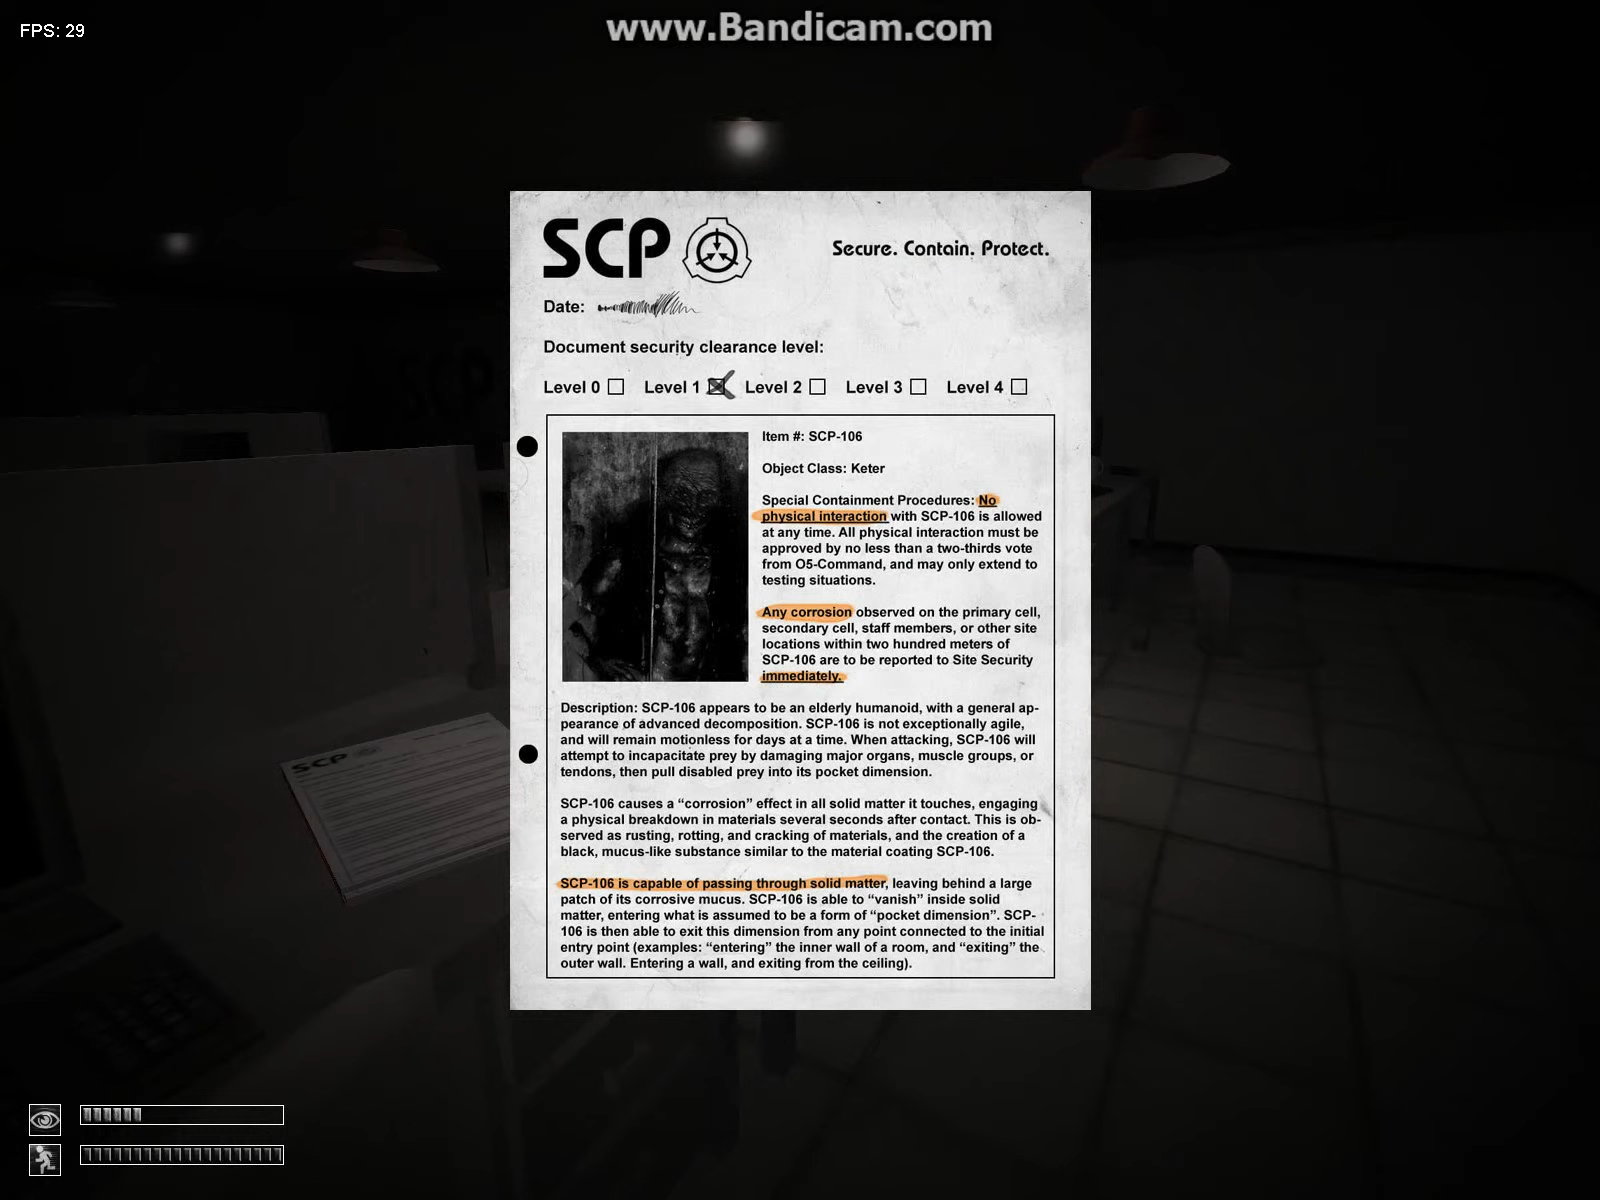 FPS: 29
www.Bandicam.com
SCP
Secure. Contain. Protect.
Date:
Document security clearance level:
Level 0 Level 1 Level 2 Level 3 Level 4
Item #: SCP-106
Object Class: Keter
Special Containment Procedures: No
physical interaction with SCP-106 is allowed
at any time. All physical interaction must be
approved by no less than a two-thirds vote
from O5-Command, and may only extend to
testing situations.
Any corrosion observed on the primary cell,
secondary cell, staff members, or other site
locations within two hundred meters of
SCP-106 are to be reported to Site Security
immediately.
Description: SCP-106 appears to be an elderly humanoid, with a general ap-
pearance of advanced decomposition. SCP-106 is not exceptionally agile,
and will remain motionless for days at a time. When attacking, SCP-106 will
attempt to incapacitate prey by damaging major organs, muscle groups, or
tendons, then pull disabled prey into its pocket dimension.
SCP-106 causes a “corrosion” effect in all solid matter it touches, engaging
a physical breakdown in materials several seconds after contact. This is ob-
served as rusting, rotting, and cracking of materials, and the creation of a
black, mucus-like substance similar to the material coating SCP-106.
SCP-106 is capable of passing through solid matter, leaving behind a large
patch of its corrosive mucus. SCP-106 is able to “vanish” inside solid
matter, entering what is assumed to be a form of “pocket dimension”. SCP-
106 is then able to exit this dimension from any point connected to the initial
entry point (examples: “entering” the inner wall of a room, and “exiting” the
outer wall. Entering a wall, and exiting from the ceiling).
SCP
SCP